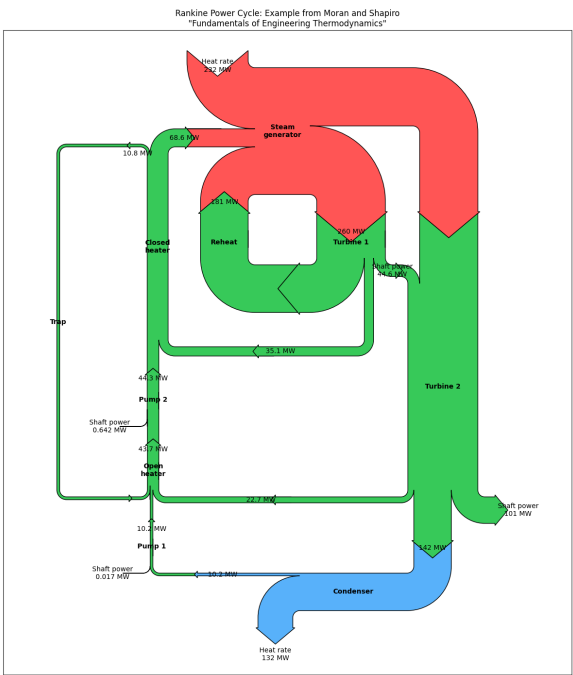 Rankine Power Cycle: Example from Moran and Shapiro
"Fundamentals of Engineering Thermodynamics"
Heat rate
232 MW
Steam
generator
68.6 MW
10.8 MW
181 MW
260 MW
Closed
heater
Reheat
Turbine 1
Shaft power
44.6 MW
Trap
35.1 MW
44.3 MW
Turbine 2
Pump 2
Shaft power
0.642 MW
43.7 MW
Open
heater
22.7 MW
Shaft power
101 MW
10.2 MW
Pump 1
142 MW
Shaft power
0.017 MW
10.2 MW
Condenser
Heat rate
132 MW